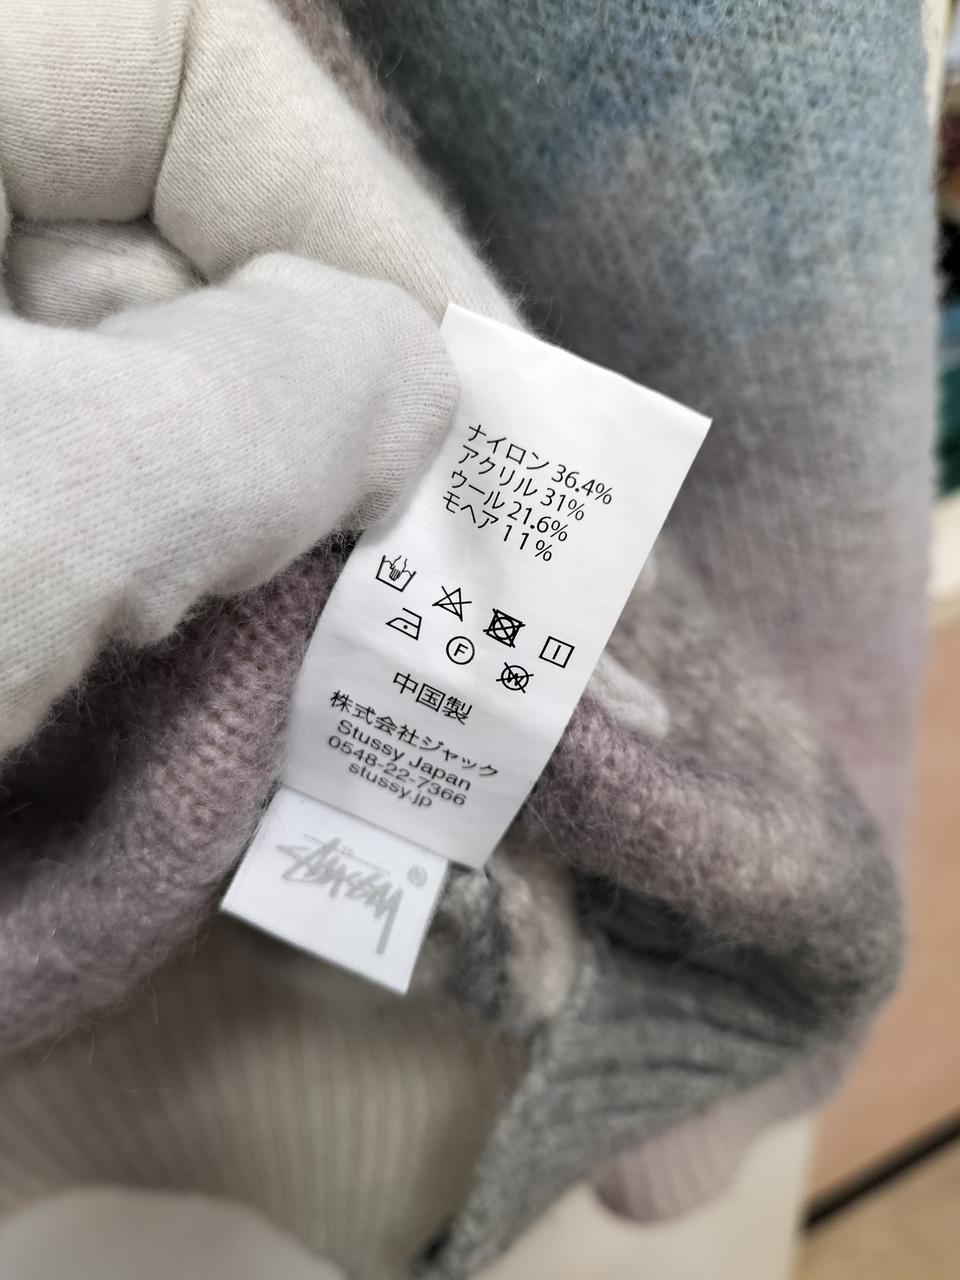 ナイロン 36.4%
アクリル 31%
ウール 21.6%
モヘア 11%
F
W
中国製
株式会社ジャック
Stussy Japan
0548-22-7366
stussy.jp
Stüssy
®